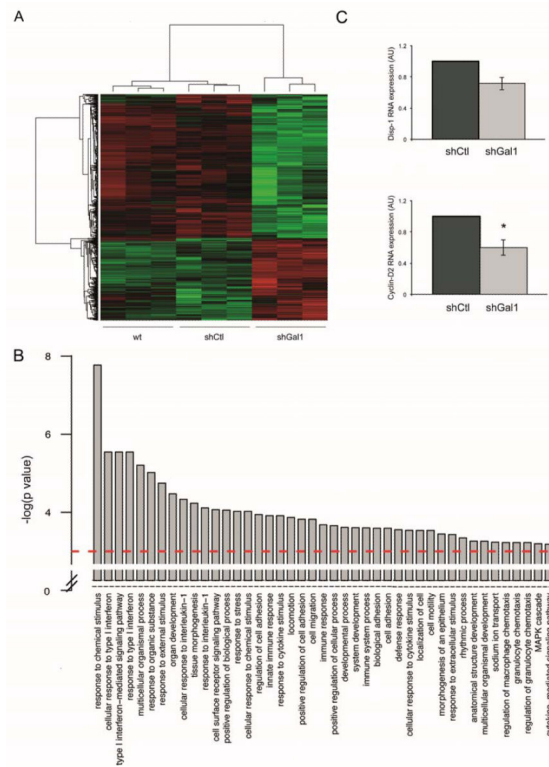 A
wt
shCtl
shGal1
C
Disp-1 RNA expression (AU)
1.2
0.8
0.4
0
shCtl
shGal1
Cyclin-D2 RNA expression (AU)
1.2
0.8
0.4
0
*
shCtl
shGal1
B
-log(p value)
8
6
4
0
response to chemical stimulus
cellular response to type I interferon
type I interferon-mediated signaling pathway
response to type I interferon
multicellular organismal process
response to organic substance
response to external stimulus
organ development
cellular response to interleukin-1
tissue morphogenesis
response to interleukin-1
cell surface receptor signaling pathway
positive regulation of biological process
response to stress
cellular response to chemical stimulus
regulation of cell adhesion
innate immune response
response to cytokine stimulus
locomotion
positive regulation of cell adhesion
cell migration
immune response
positive regulation of cellular process
developmental process
system development
immune system process
biological adhesion
cell adhesion
defense response
cellular response to cytokine stimulus
localization of cell
cell motility
morphogenesis of an epithelium
response to extracellular stimulus
rhythmic process
anatomical structure development
multicellular organismal development
sodium ion transport
regulation of macrophage chemotaxis
granulocyte chemotaxis
regulation of granulocyte chemotaxis
MAPK cascade